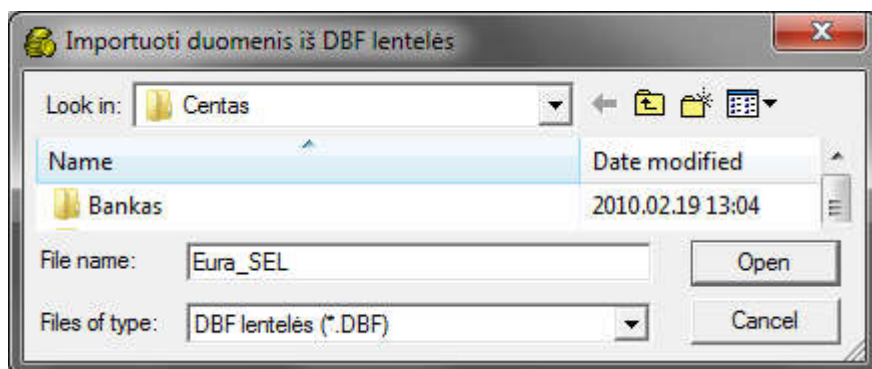 Importuoti duomenis iš DBF lentelės
Look in: Centas
Name Date modified
Bankas 2010.02.19 13:04
File name: Eura_SEL Open
Files of type: DBF lentelės (*.DBF) Cancel